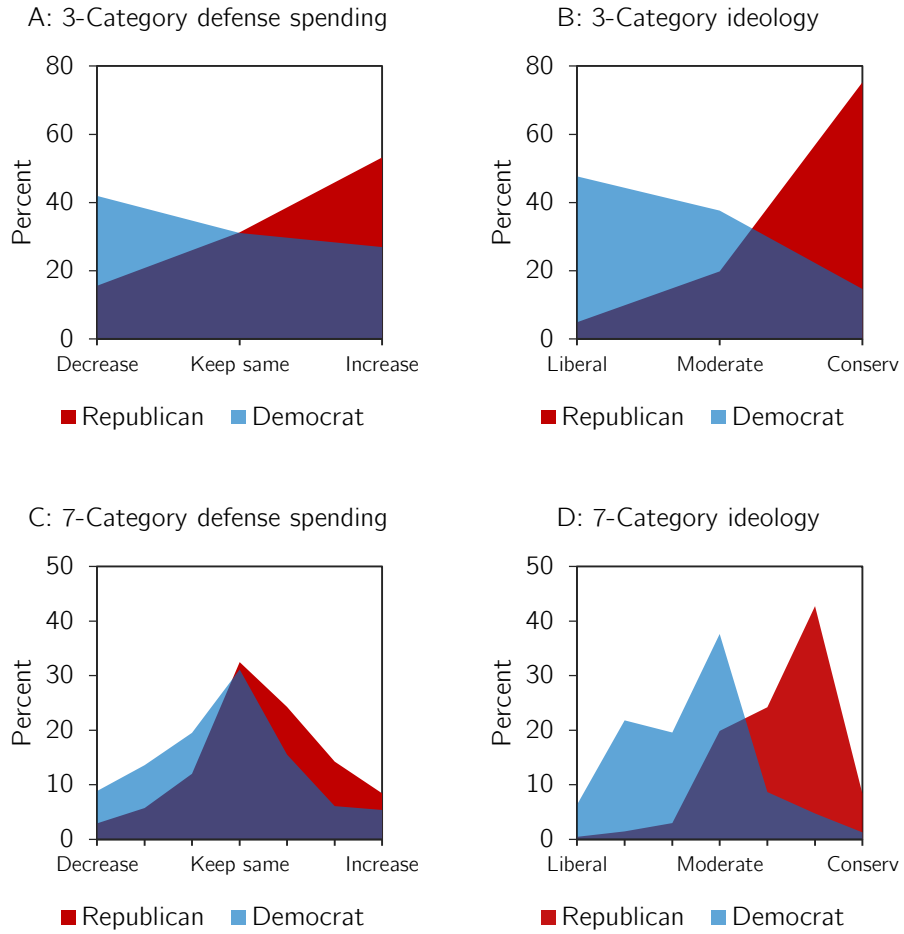 A: 3-Category defense spending
Percent
80
60
40
20
0
Decrease Keep same Increase
Republican Democrat
B: 3-Category ideology
Percent
80
60
40
20
0
Liberal Moderate Conserv
Republican Democrat
C: 7-Category defense spending
Percent
50
40
30
20
10
0
Decrease Keep same Increase
Republican Democrat
D: 7-Category ideology
Percent
50
40
30
20
10
0
Liberal Moderate Conserv
Republican Democrat